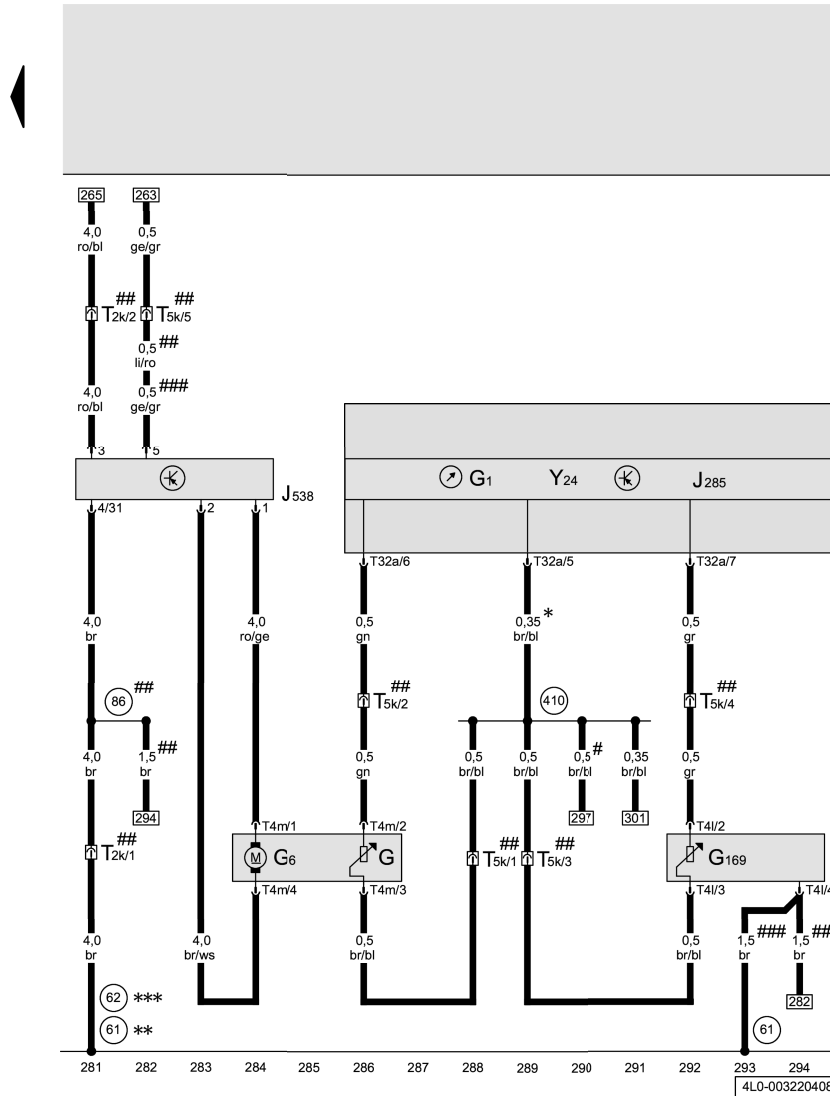 265 263
4,0 0,5
ro/bl ge/gr
## ##
T2k/2 T5k/5
0,5 ##
li/ro
4,0 0,5 ###
ro/bl ge/gr
3 5
G1 Y24 J285
J538
4/31 2 1
T32a/6 T32a/5 T32a/7
4,0 4,0 0,5 0,35 * 0,5
br ro/ge gn br/bl gr
86 ## ## 410 ##
T5k/2 T5k/4
4,0 1,5 ## 0,5 0,5 0,5 0,5 # 0,35 0,5
br br gn br/bl br/bl br/bl br/bl gr
294 297 301
T4m/1 T4m/2 T4l/2
## ## ##
T2k/1 M G6 G T5k/1 T5k/3 G169
T4m/4 T4m/3 T4l/3 T4l/4
4,0 4,0 0,5 0,5 1,5 ### 1,5 ##
br br/ws br/bl br/bl br br
62 *** 282
61 ** 61
281 282 283 284 285 286 287 288 289 290 291 292 293 294
4L0-003220408